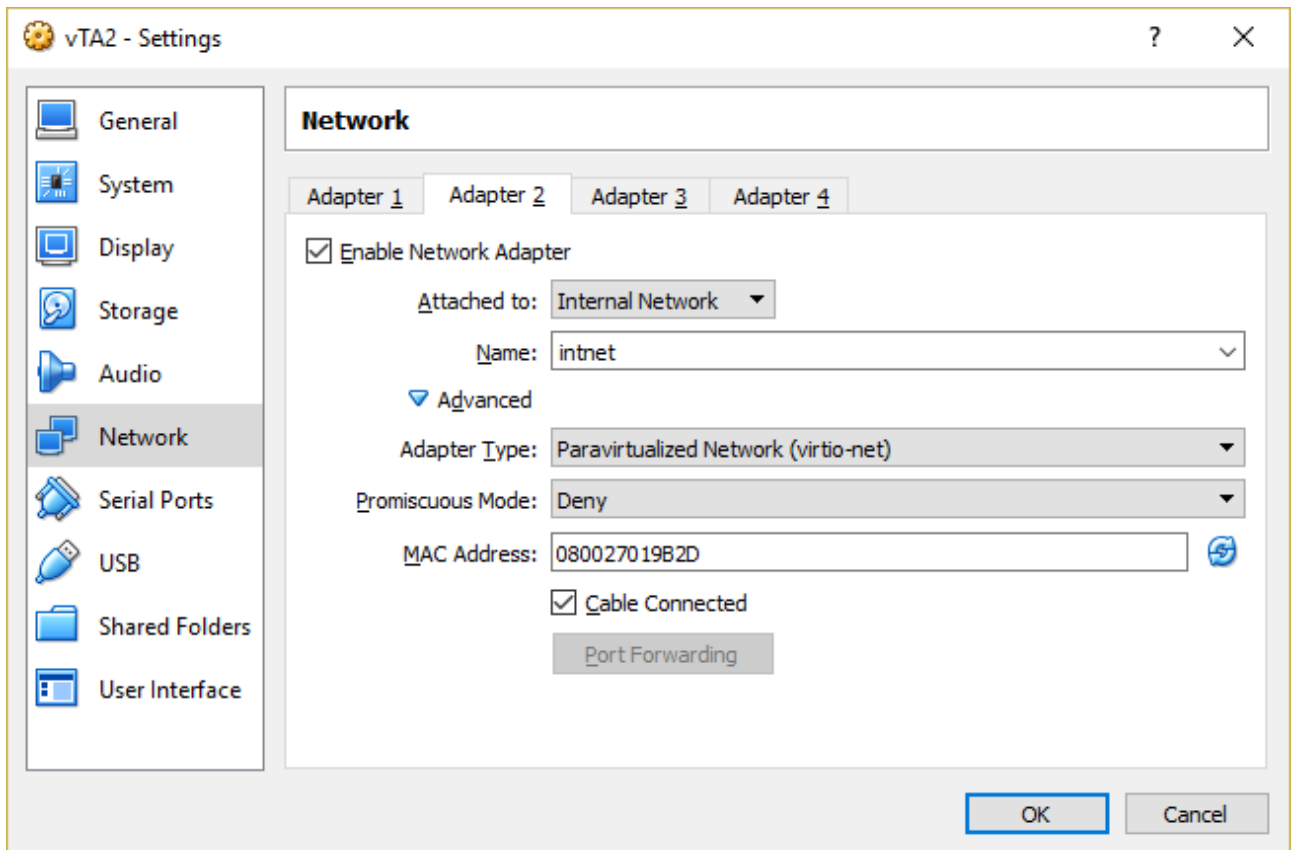 vTA2 - Settings
?
General
System
Display
Storage
Audio
Network
Serial Ports
USB
Shared Folders
User Interface
Network
Adapter 1 Adapter 2 Adapter 3 Adapter 4
Enable Network Adapter
Attached to: Internal Network
Name: intnet
Advanced
Adapter Type: Paravirtualized Network (virtio-net)
Promiscuous Mode: Deny
MAC Address: 080027019B2D
Cable Connected
Port Forwarding
OK Cancel